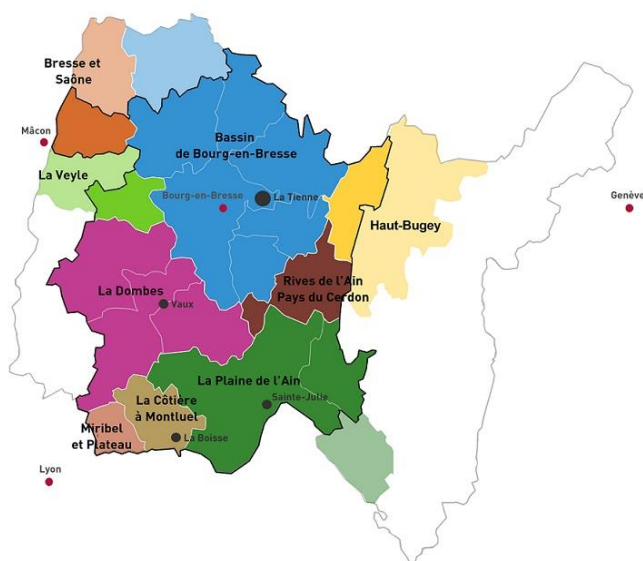 Bresse et
Saône
Mâcon
Bassin
de Bourg-en-Bresse
La Veyle
Bourg-en-Bresse
La Tienne
Genève
Haut-Bugey
Rives de l'Ain
Pays du Cerdon
La Dombes
Vaux
La Plaine de l'Ain
Sainte-Julie
La Côtière
à Montluel
Miribel
et Plateau
La Boisse
Lyon